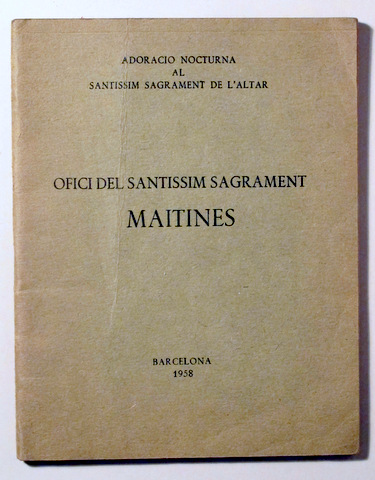 ADORACIO NOCTURNA
AL
SANTISSIM SAGRAMENT DE L'ALTAR
OFICI DEL SANTISSIM SAGRAMENT
MAITINES
BARCELONA
1958